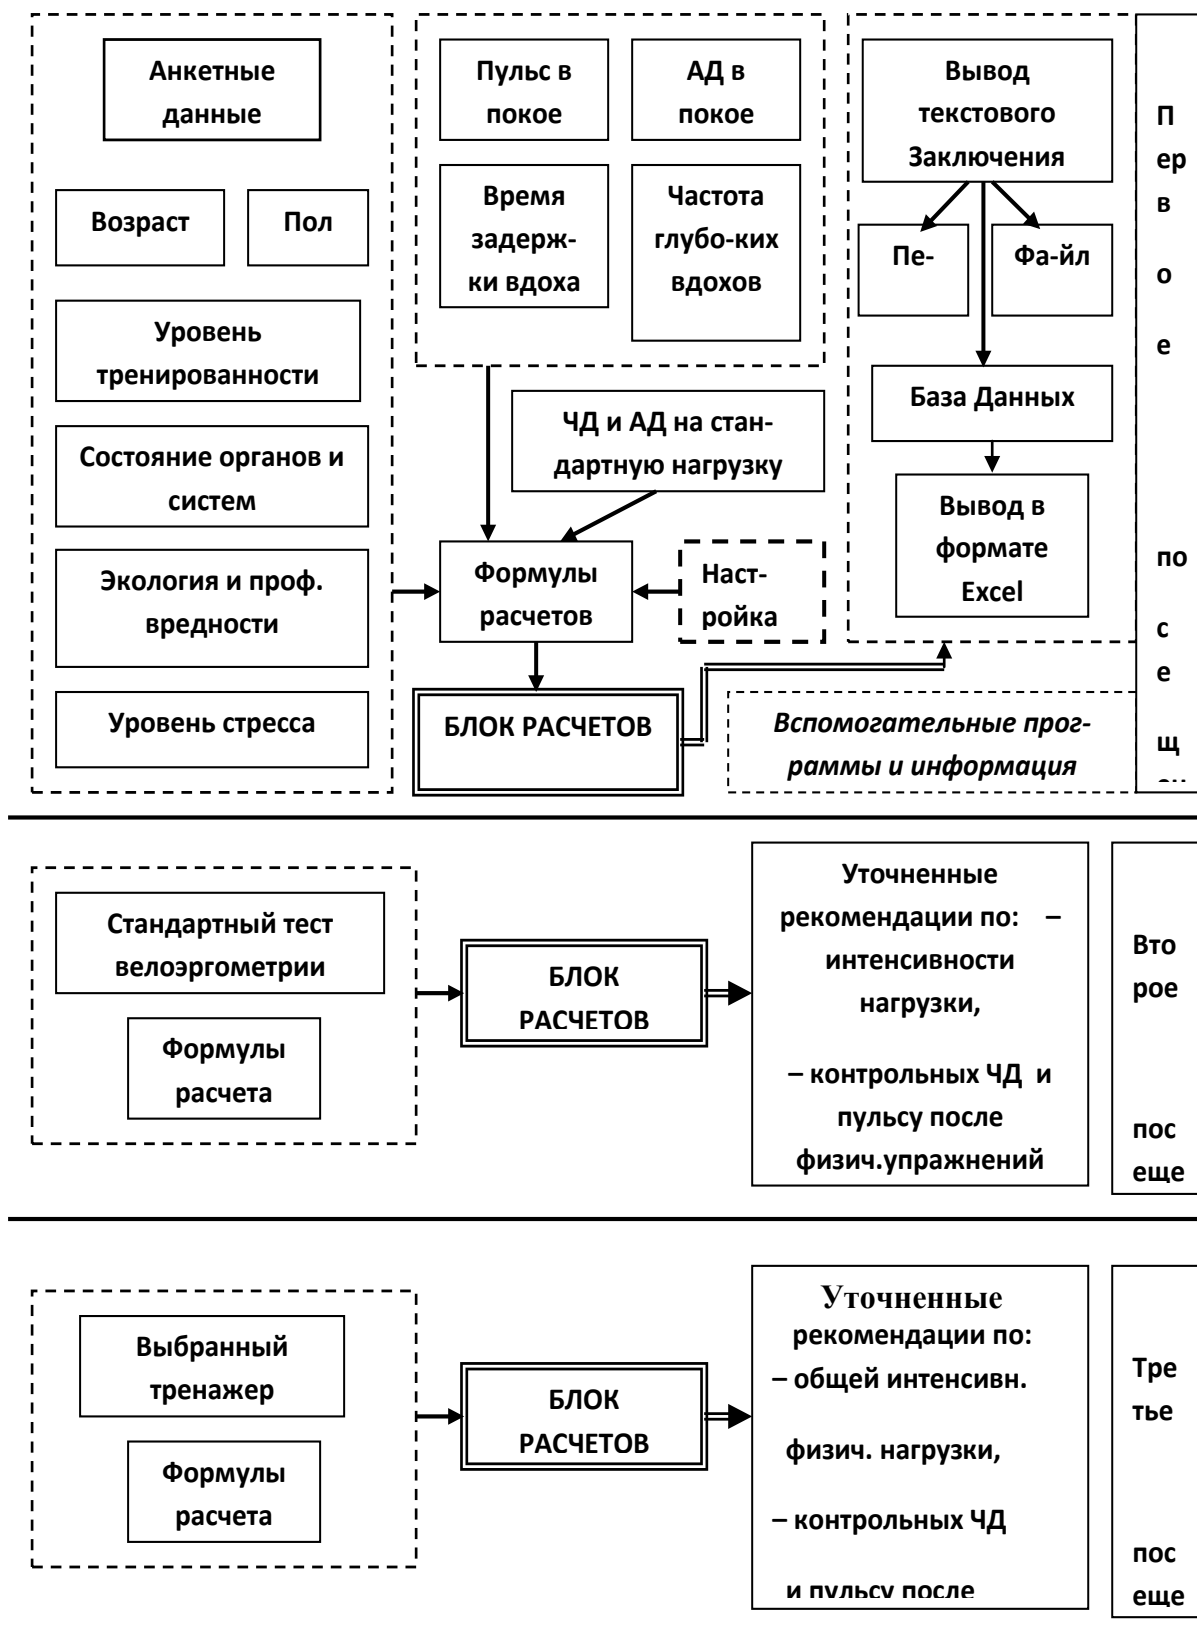 Анкетные
данные
Возраст
Пол
Уровень
тренированности
Состояние органов и
систем
Экология и проф.
вредности
Уровень стресса
Пульс в
покое
АД в
покое
Время
задерж-
ки вдоха
Частота
глубо-ких
вдохов
ЧД и АД на стан-
дартную нагрузку
Формулы
расчетов
Наст-
ройка
БЛОК РАСЧЕТОВ
Вывод
текстового
Заключения
Пе-
Фа-йл
База Данных
Вывод в
формате
Excel
Вспомогательные прог-
раммы и информация
П
ер
в
о
е
по
с
е
щ
Стандартный тест
велоэргометрии
Формулы
расчета
БЛОК
РАСЧЕТОВ
Уточненные
рекомендации по: –
интенсивности
нагрузки,
– контрольных ЧД и
пульсу после
физич.упражнений
Вто
рое
пос
еще
Выбранный
тренажер
Формулы
расчета
БЛОК
РАСЧЕТОВ
Уточненные
рекомендации по:
– общей интенсивн.
физич. нагрузки,
– контрольных ЧД
и пульсу после
Тре
тье
пос
еще